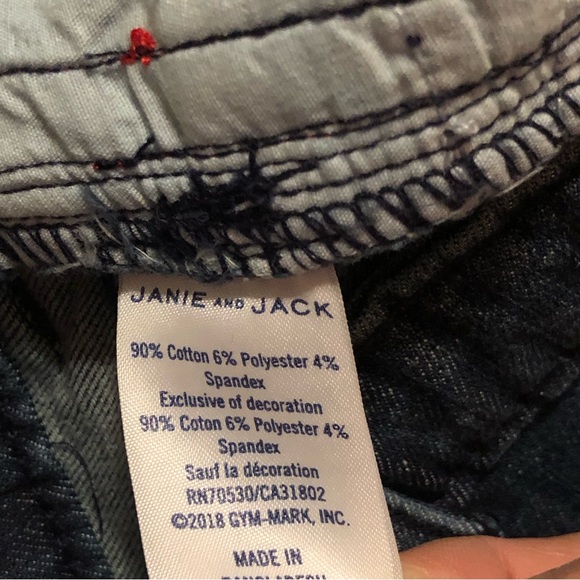 JANIE AND JACK
90% Cotton 6% Polyester 4%
Spandex
Exclusive of decoration
90% Coton 6% Polyester 4%
Spandex
Sauf la décoration
RN70530/CA31802
©2018 GYM-MARK, INC.
MADE IN
BANGLADESH